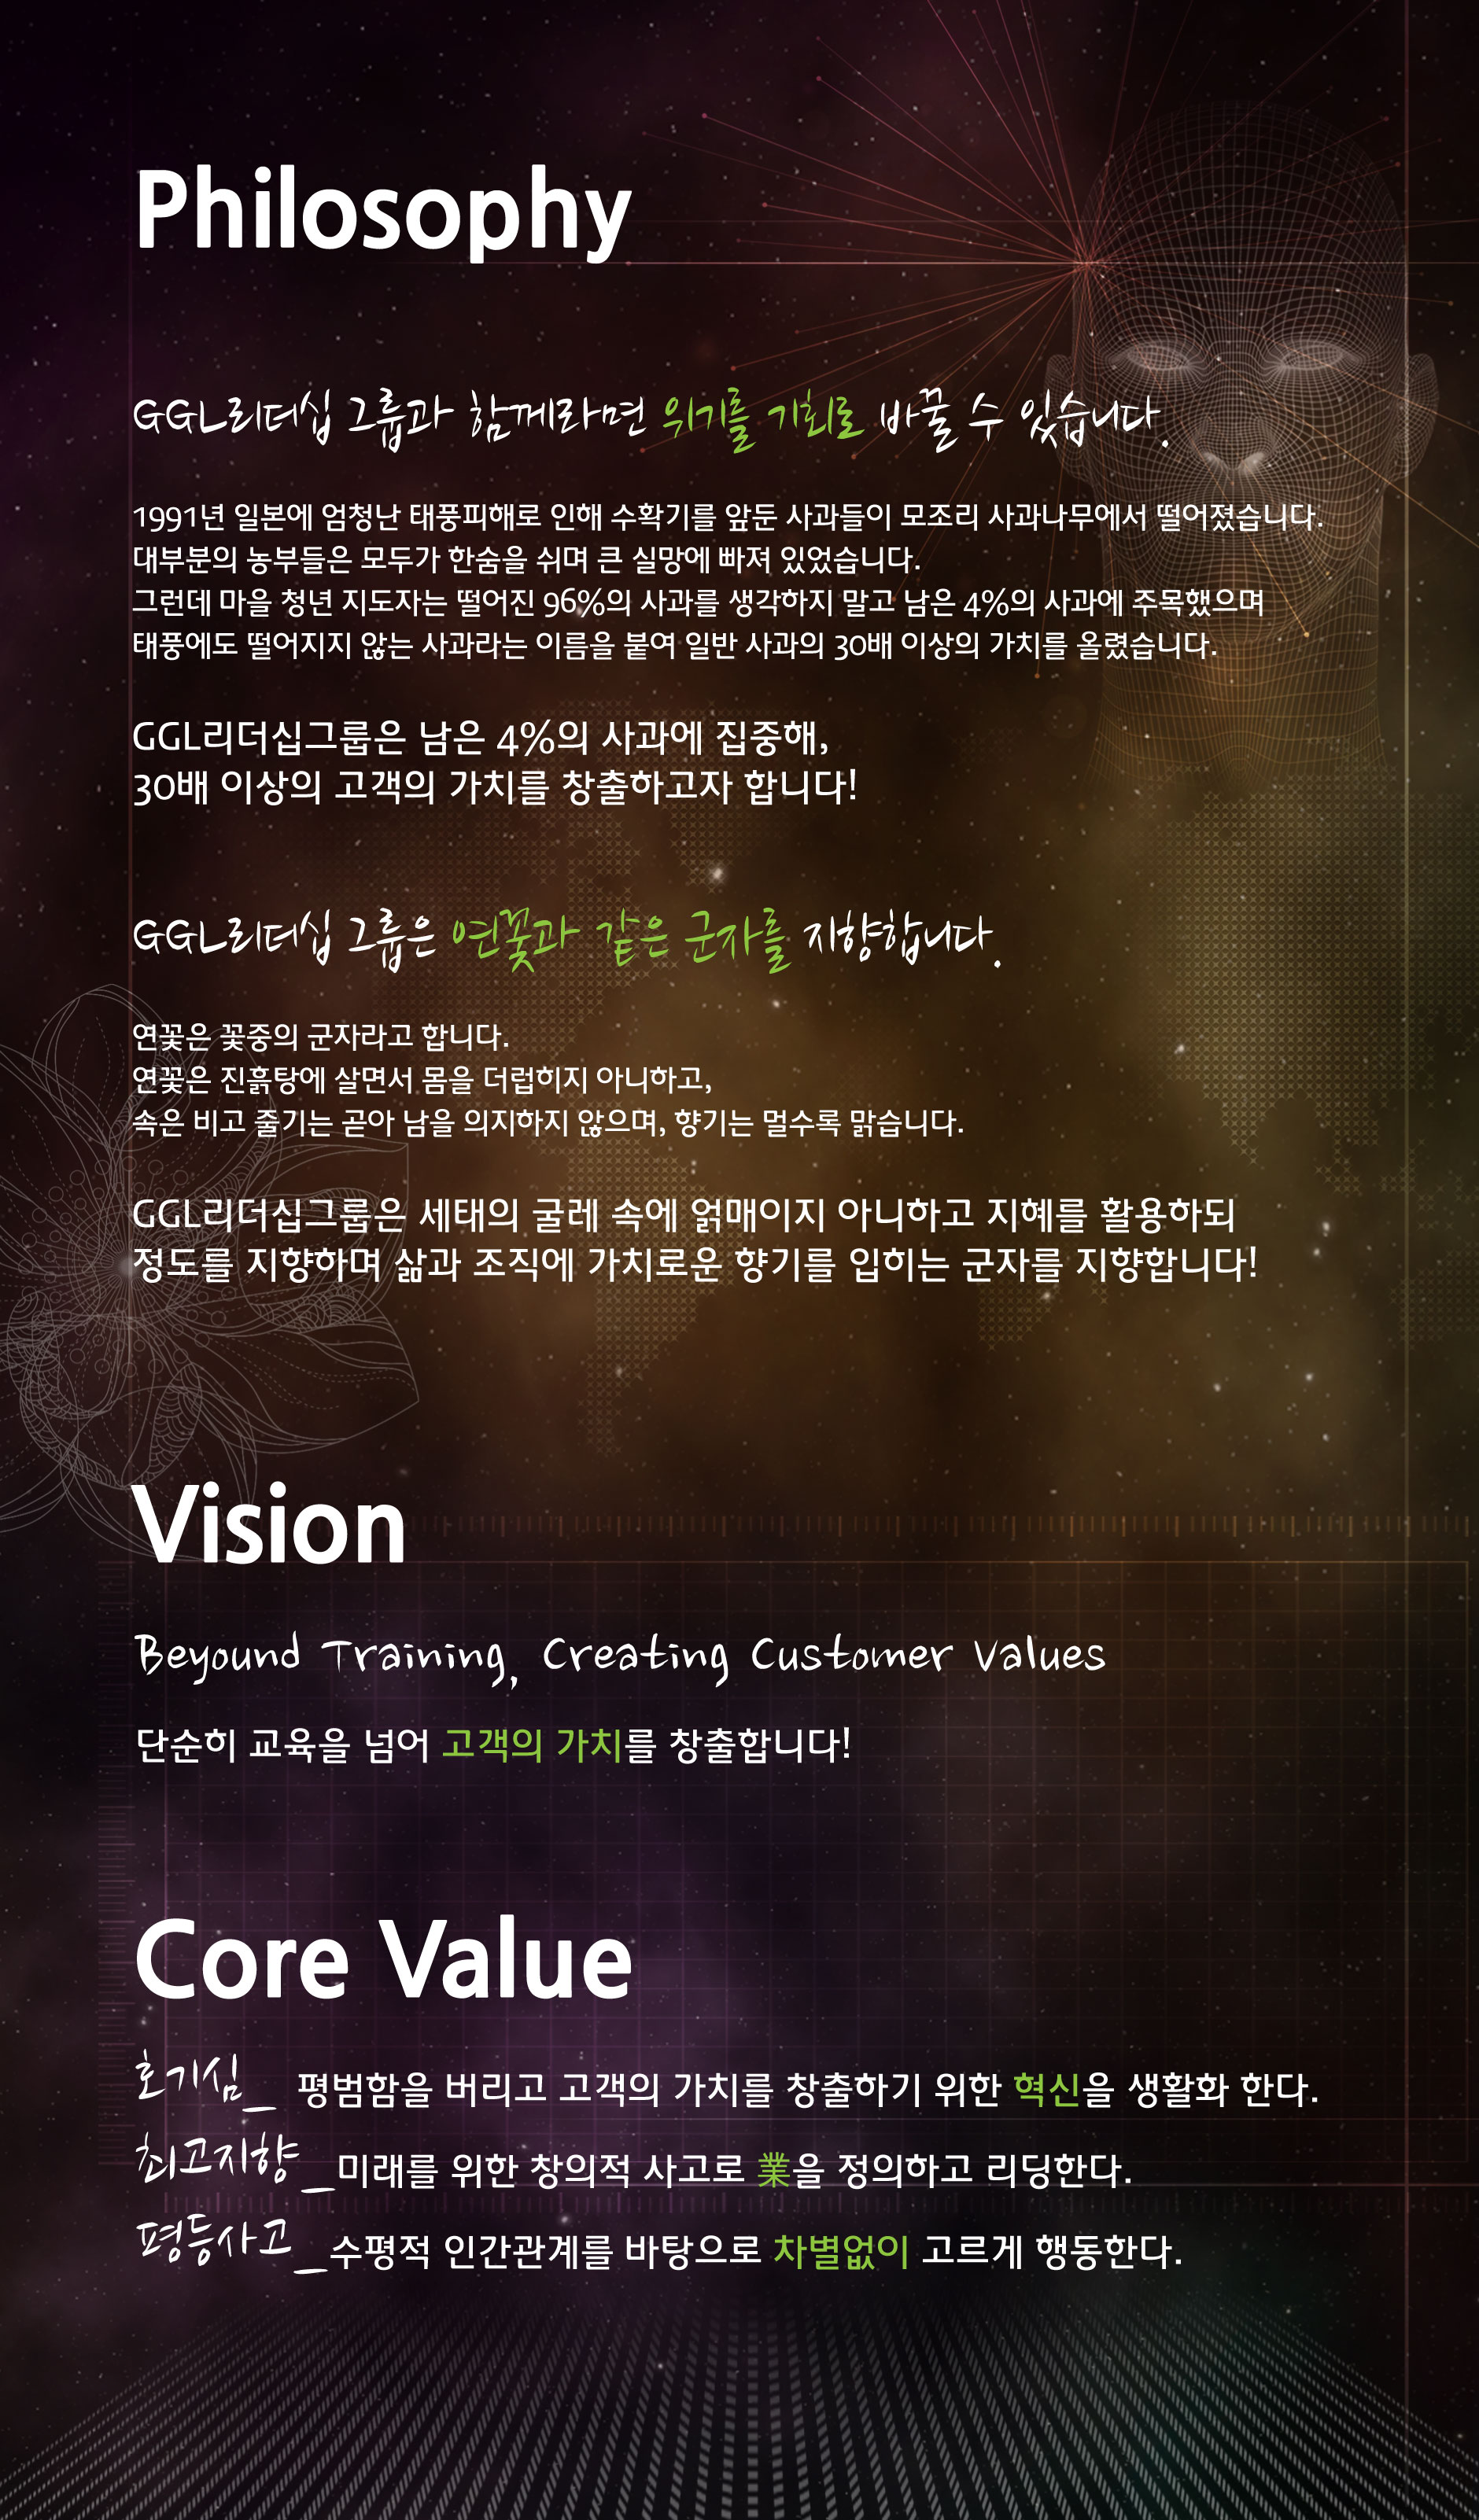 Philosophy
GGL리더십 그룹과 함께라면 위기를 기회로 바꿀 수 있습니다.
1991년 일본에 엄청난 태풍피해로 인해 수확기를 앞둔 사과들이 모조리 사과나무에서 떨어졌습니다.
대부분의 농부들은 모두가 한숨을 쉬며 큰 실망에 빠져 있었습니다.
그런데 마을 청년 지도자는 떨어진 96%의 사과를 생각하지 말고 남은 4%의 사과에 주목했으며
태풍에도 떨어지지 않는 사과라는 이름을 붙여 일반 사과의 30배 이상의 가치를 올렸습니다.
GGL리더십그룹은 남은 4%의 사과에 집중해,
30배 이상의 고객의 가치를 창출하고자 합니다!
GGL리더십 그룹은 연꽃과 같은 군자를 지향합니다.
연꽃은 꽃중의 군자라고 합니다.
연꽃은 진흙탕에 살면서 몸을 더럽히지 아니하고,
속은 비고 줄기는 곧아 남을 의지하지 않으며, 향기는 멀수록 맑습니다.
GGL리더십그룹은 세태의 굴레 속에 얽매이지 아니하고 지혜를 활용하되
정도를 지향하며 삶과 조직에 가치로운 향기를 입히는 군자를 지향합니다!
Vision
Beyound Training, Creating Customer Values
단순히 교육을 넘어 고객의 가치를 창출합니다!
Core Value
호기심_ 평범함을 버리고 고객의 가치를 창출하기 위한 혁신을 생활화 한다.
최고지향_미래를 위한 창의적 사고로 業을 정의하고 리딩한다.
평등사고_수평적 인간관계를 바탕으로 차별없이 고르게 행동한다.